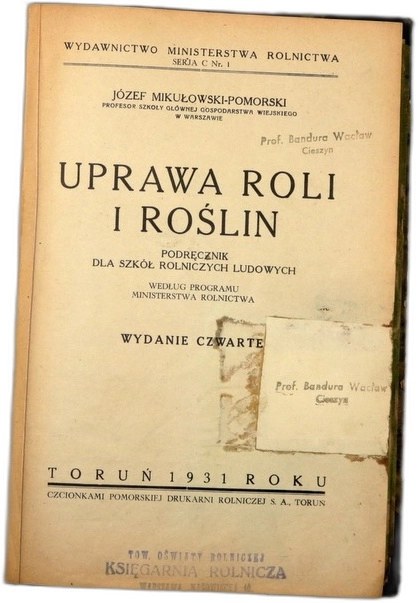 WYDAWNICTWO MINISTERSTWA ROLNICTWA
SERJA C Nr. 1
JÓZEF MIKUŁOWSKI-POMORSKI
PROFESOR SZKOŁY GŁÓWNEJ GOSPODARSTWA WIEJSKIEGO
W WARSZAWIE
Prof. Bandura Wacław
Cieszyn
UPRAWA ROLI
I ROŚLIN
PODRĘCZNIK
DLA SZKÓŁ ROLNICZYCH LUDOWYCH
WEDŁUG PROGRAMU
MINISTERSTWA ROLNICTWA
WYDANIE CZWARTE
Prof. Bandura Wacław
Cieszyn
TORUŃ 1931 ROKU
CZCIONKAMI POMORSKIEJ DRUKARNI ROLNICZEJ S. A., TORUŃ
TOW. OŚWIATY ROLNICZEJ
KSIĘGARNIA ROLNICZA